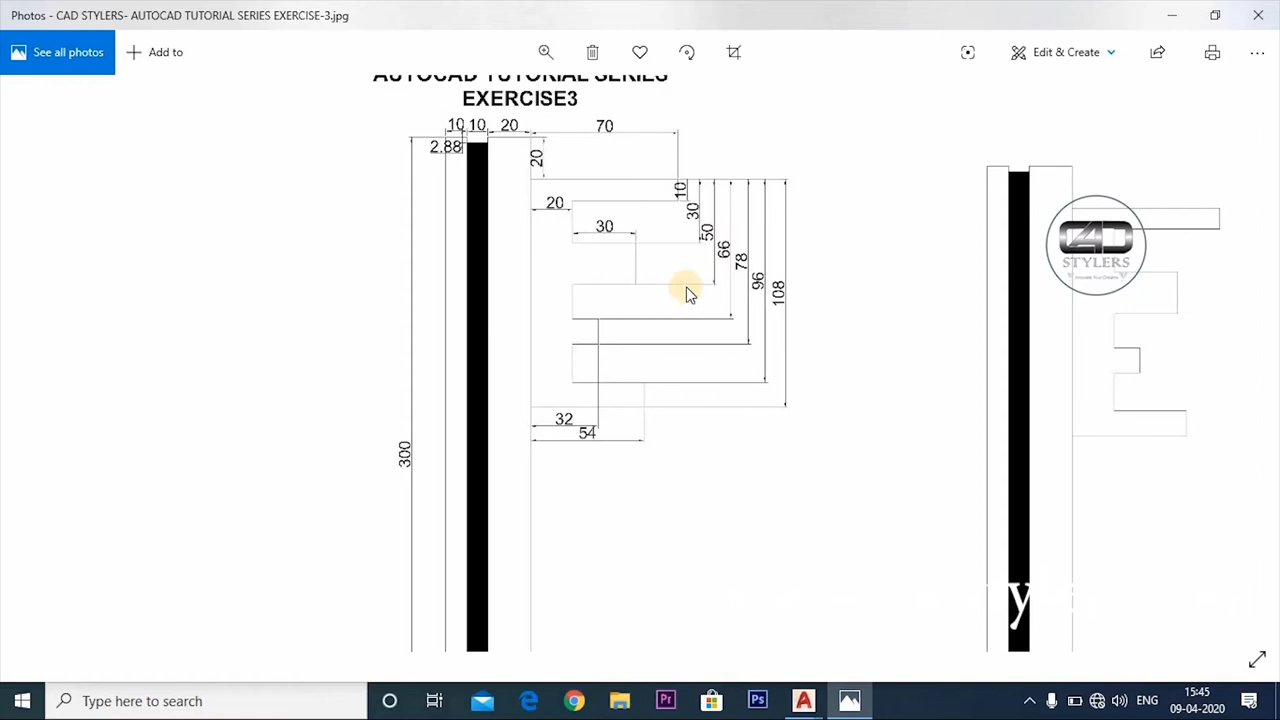 Photos - CAD STYLERS- AUTOCAD TUTORIAL SERIES EXERCISE-3.jpg
See all photos
Add to
Edit & Create
AUTOCAD TUTORIAL SERIES
EXERCISE3
10
10
20
70
2.88
20
10
20
30
30
50
66
78
96
108
32
54
300
CAD
STYLERS
Type here to search
ENG
15:45
09-04-2020